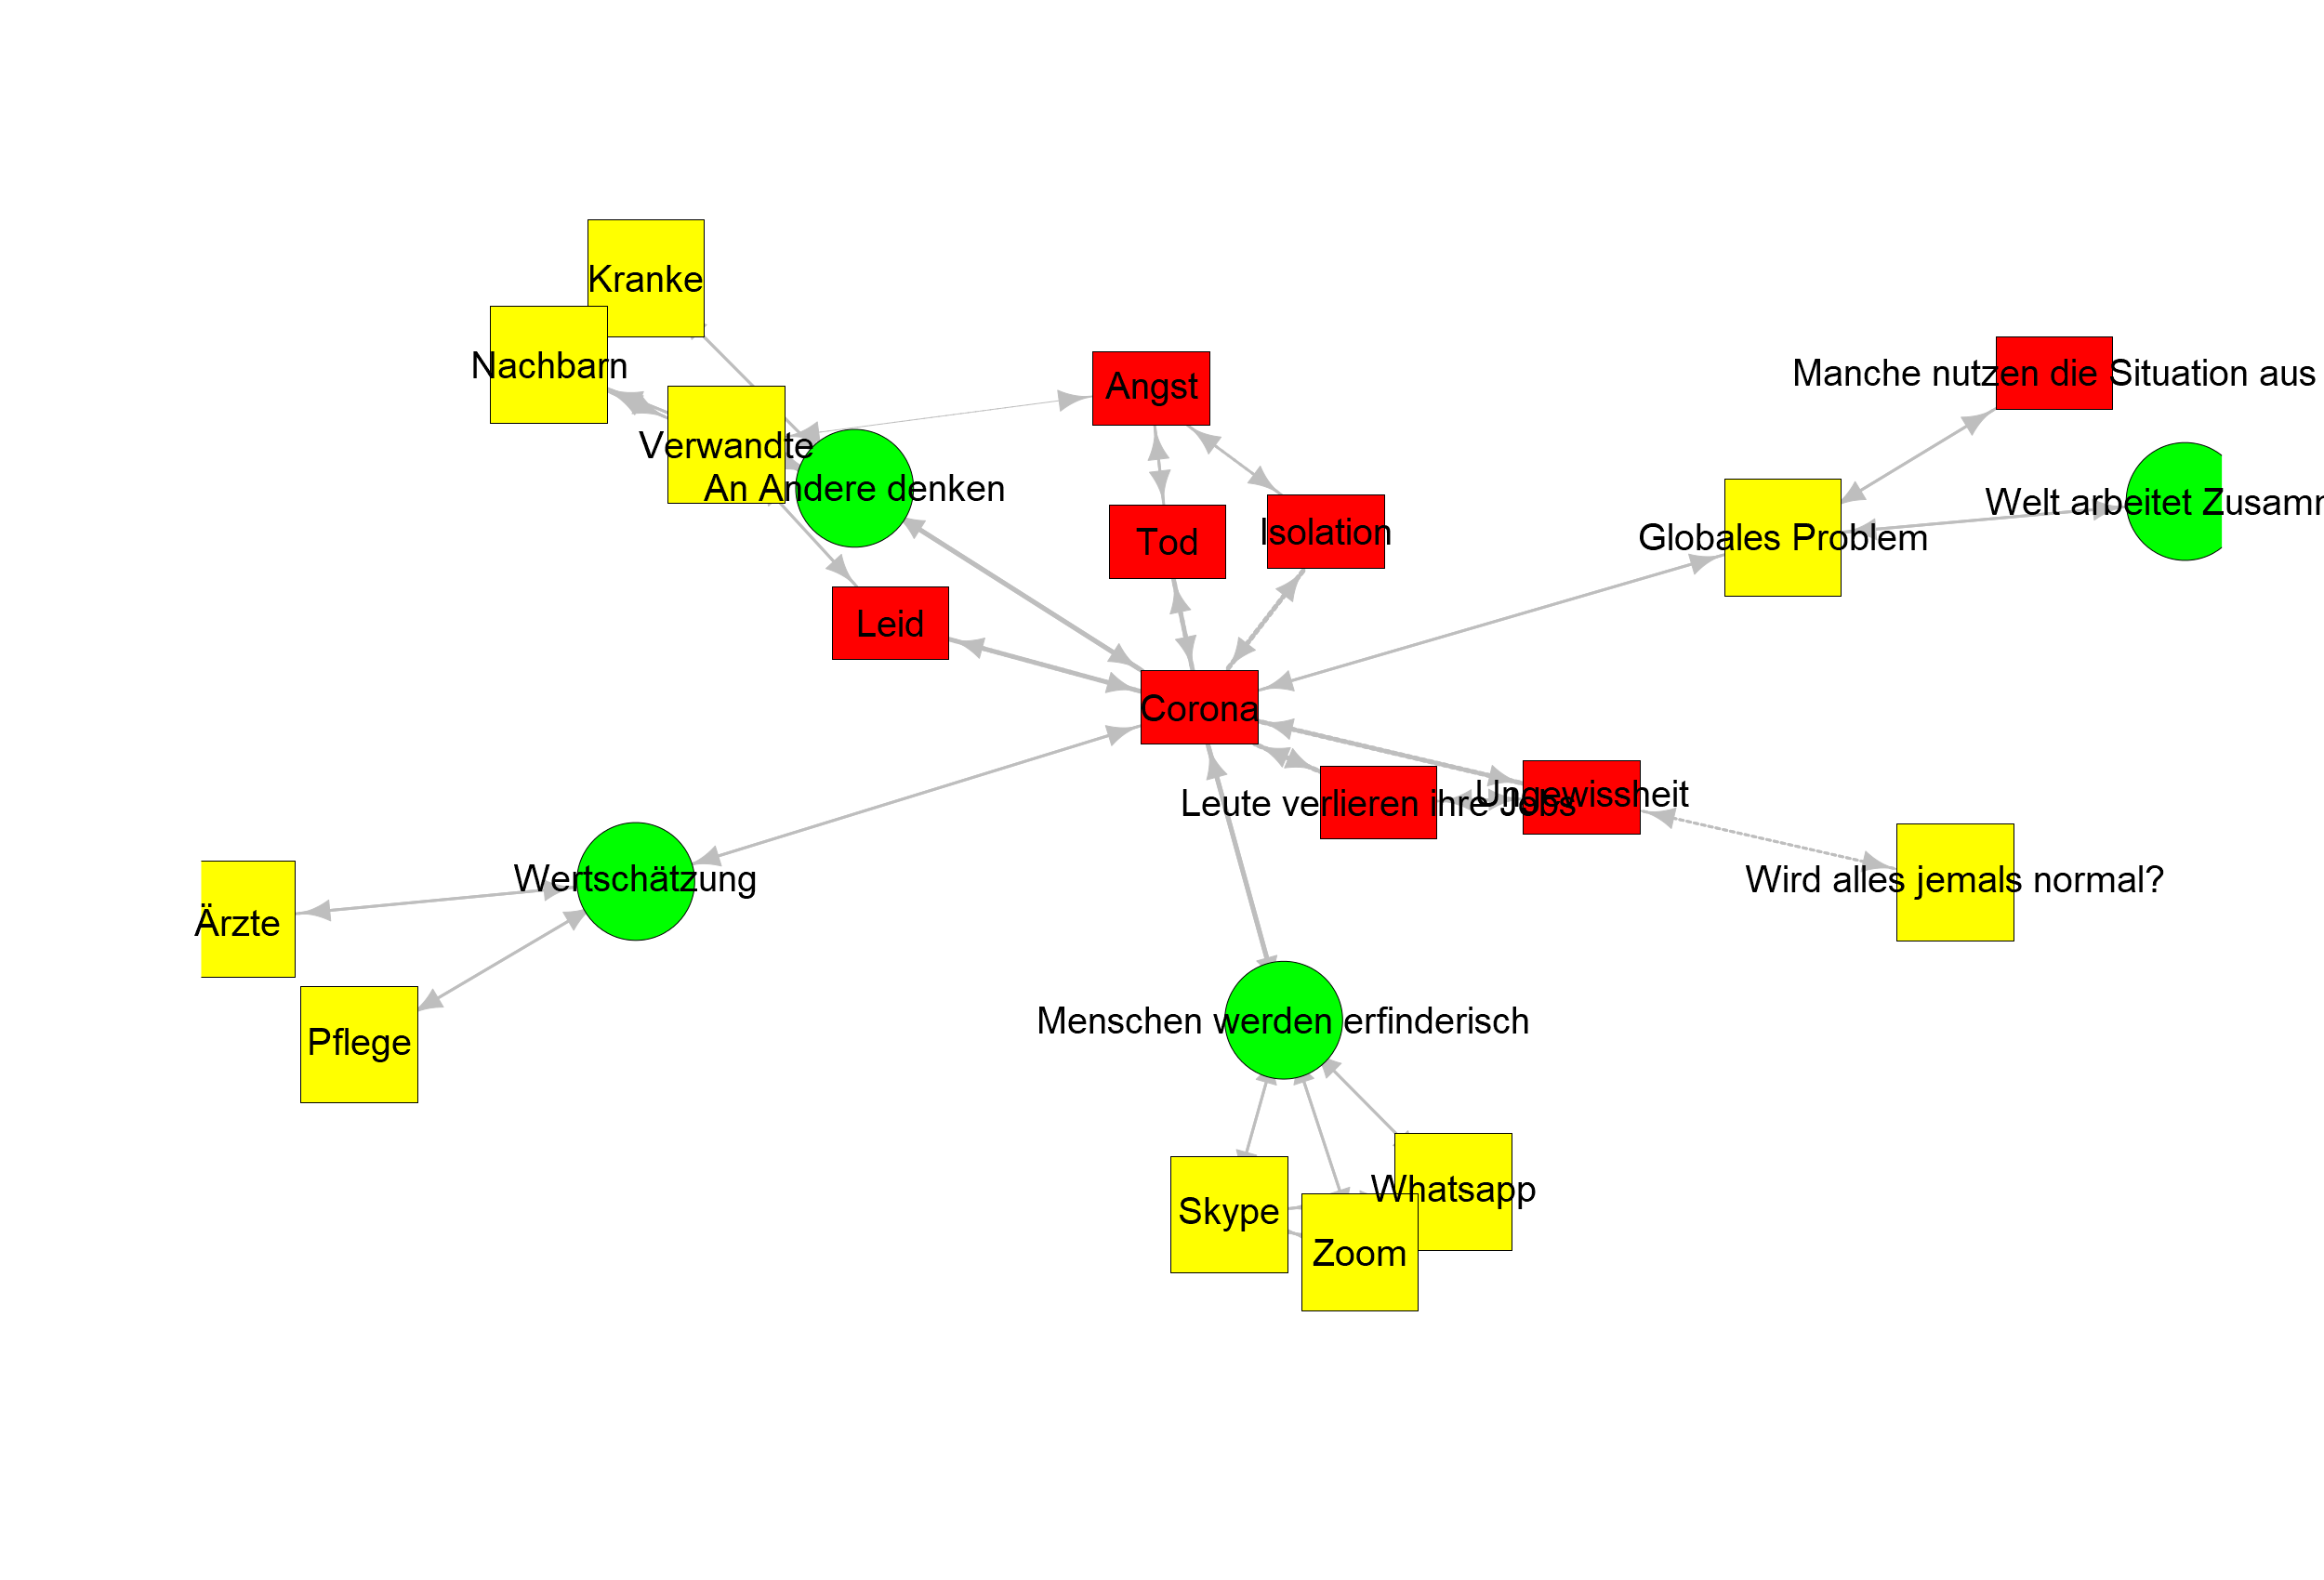 Kranke
Nachbarn
Angst
Manche nutzen die Situation aus
Verwandte
An Andere denken
Welt arbeitet Zusamm
Isolation
Globales Problem
Tod
Leid
Corona
Leute verlieren ihre Jobs
Ungewissheit
Wertschätzung
Wird alles jemals normal?
Ärzte
Menschen werden erfinderisch
Pflege
Whatsapp
Skype
Zoom